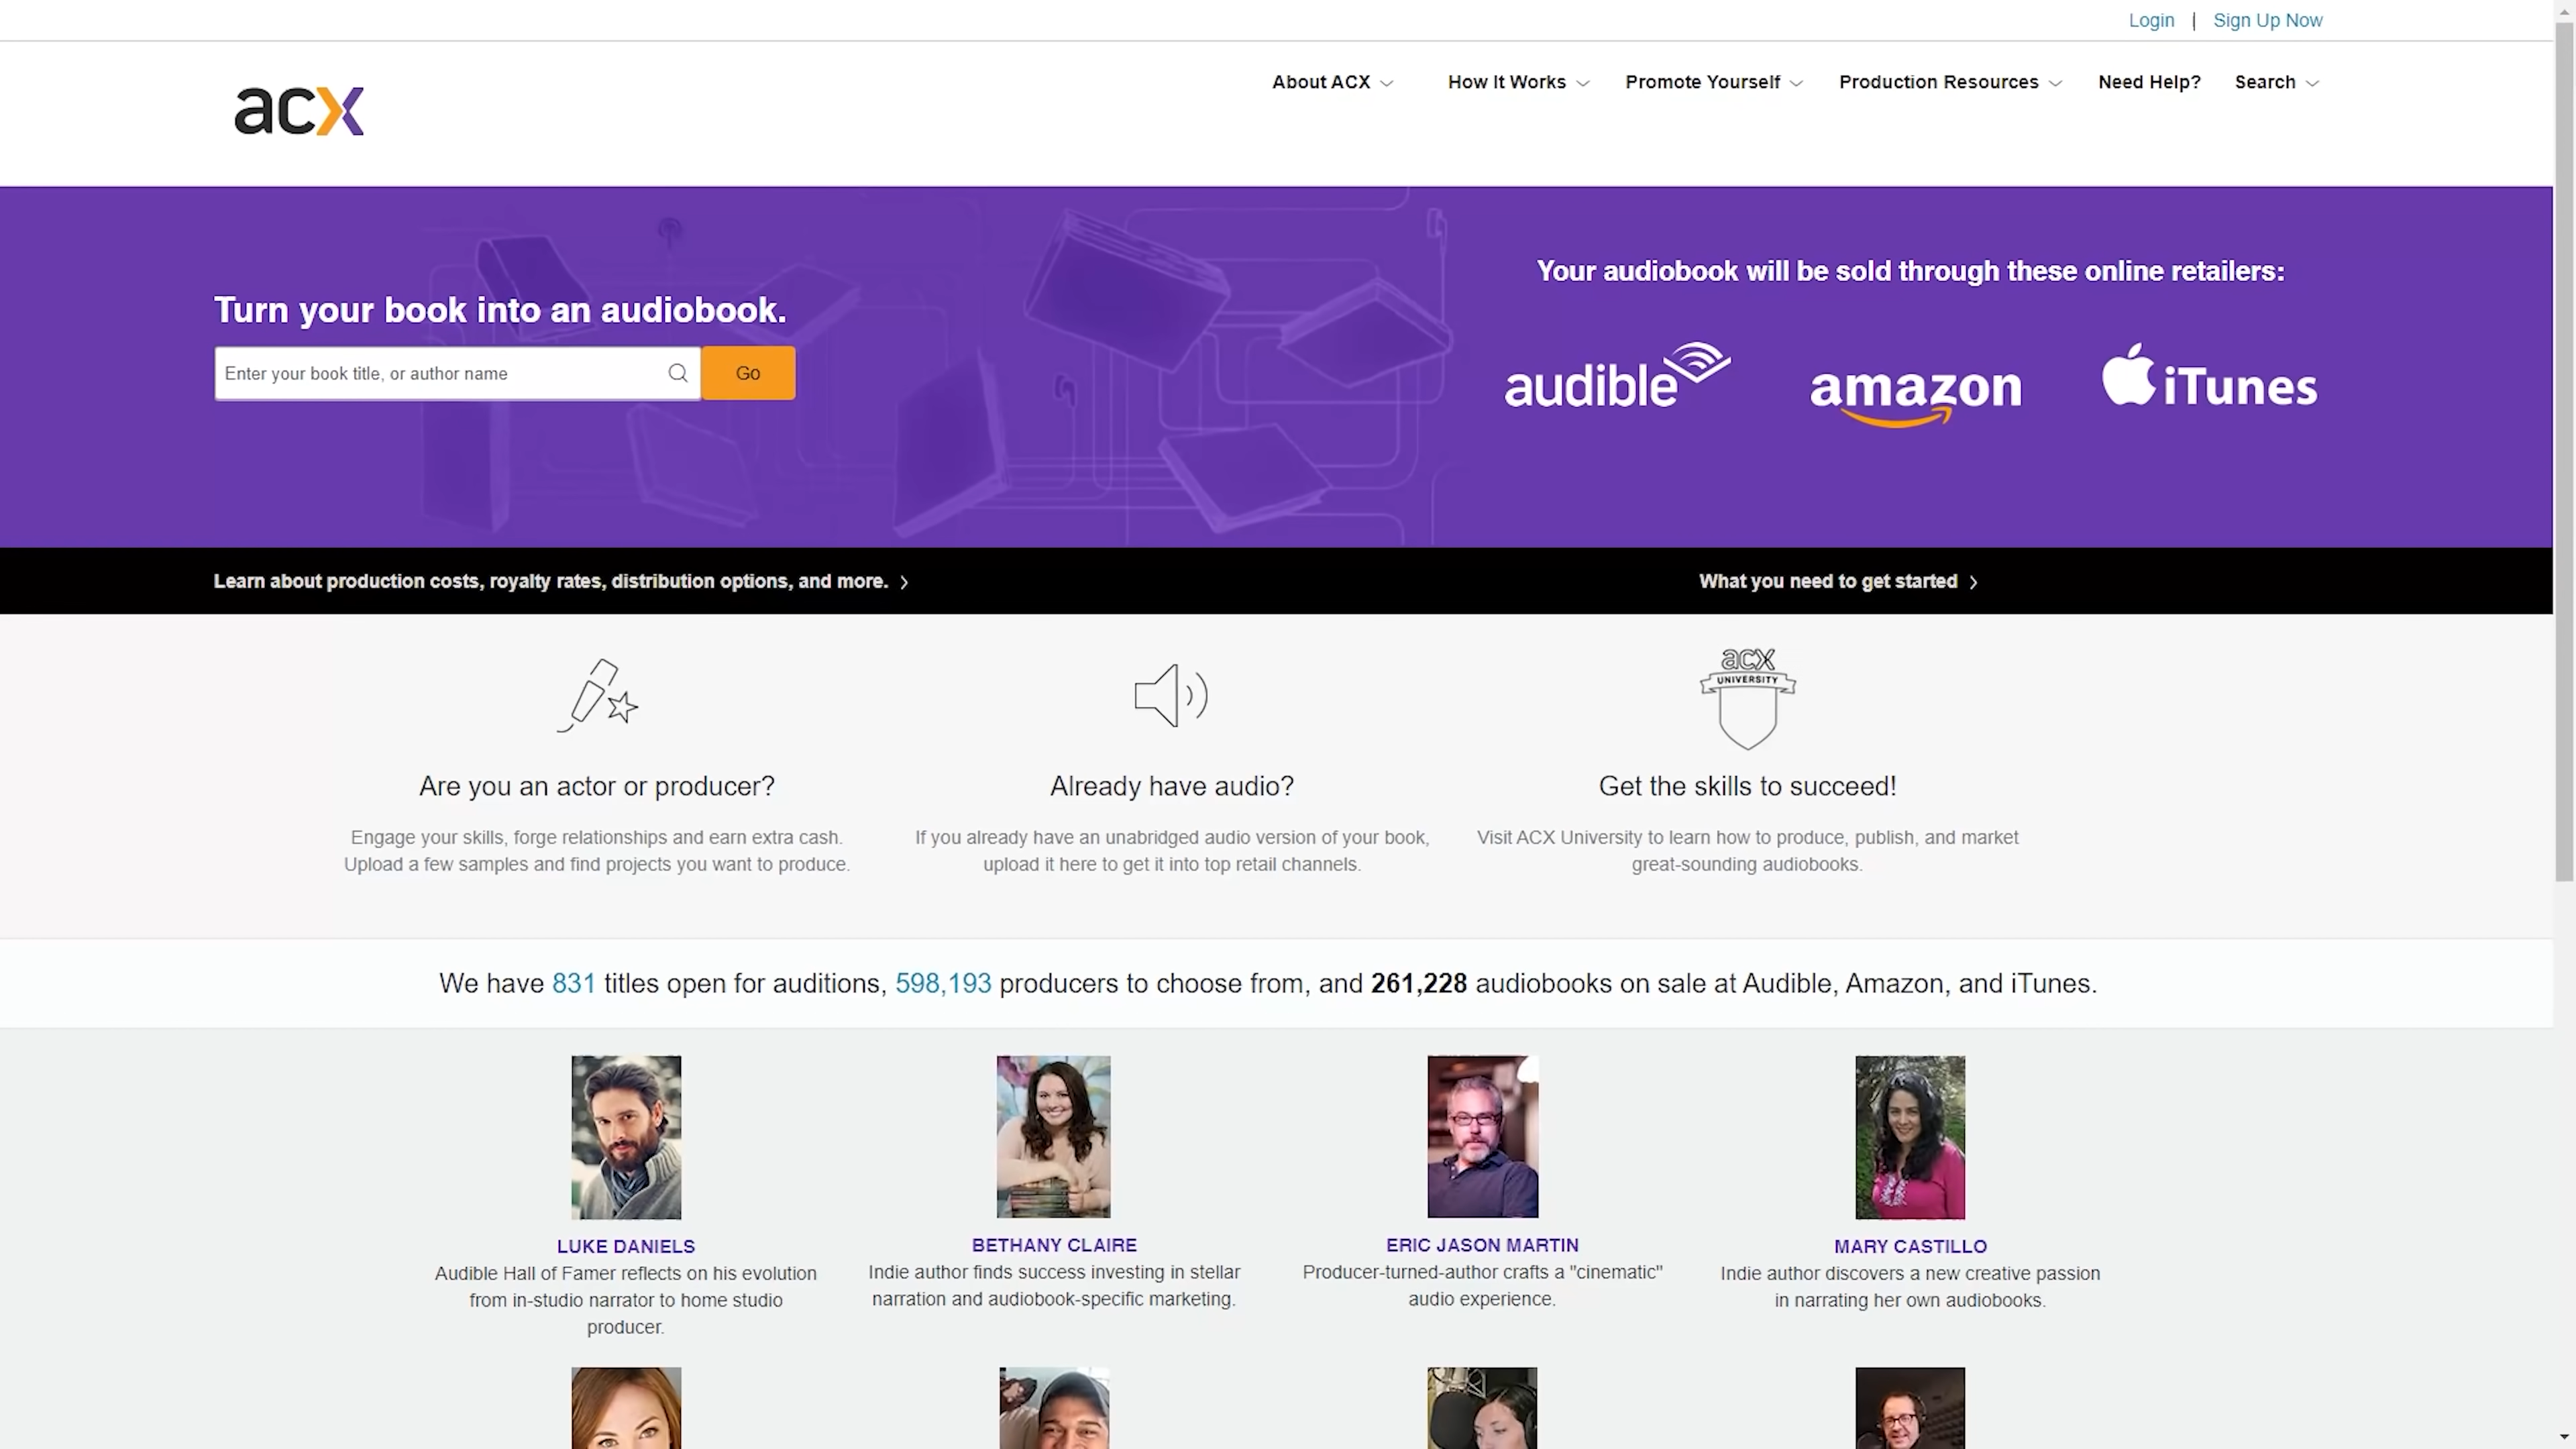 Login | Sign Up Now
acx
About ACX
How It Works
Promote Yourself
Production Resources
Need Help?
Search
Turn your book into an audiobook.
Enter your book title, or author name
Go
Your audiobook will be sold through these online retailers:
audible
amazon
iTunes
Learn about production costs, royalty rates, distribution options, and more.
What you need to get started
acx
UNIVERSITY
Are you an actor or producer?
Engage your skills, forge relationships and earn extra cash.
Upload a few samples and find projects you want to produce.
Already have audio?
If you already have an unabridged audio version of your book,
upload it here to get it into top retail channels.
Get the skills to succeed!
Visit ACX University to learn how to produce, publish, and market
great-sounding audiobooks.
We have 831 titles open for auditions, 598,193 producers to choose from, and 261,228 audiobooks on sale at Audible, Amazon, and iTunes.
LUKE DANIELS
Audible Hall of Famer reflects on his evolution
from in-studio narrator to home studio
producer.
BETHANY CLAIRE
Indie author finds success investing in stellar
narration and audiobook-specific marketing.
ERIC JASON MARTIN
Producer-turned-author crafts a "cinematic"
audio experience.
MARY CASTILLO
Indie author discovers a new creative passion
in narrating her own audiobooks.